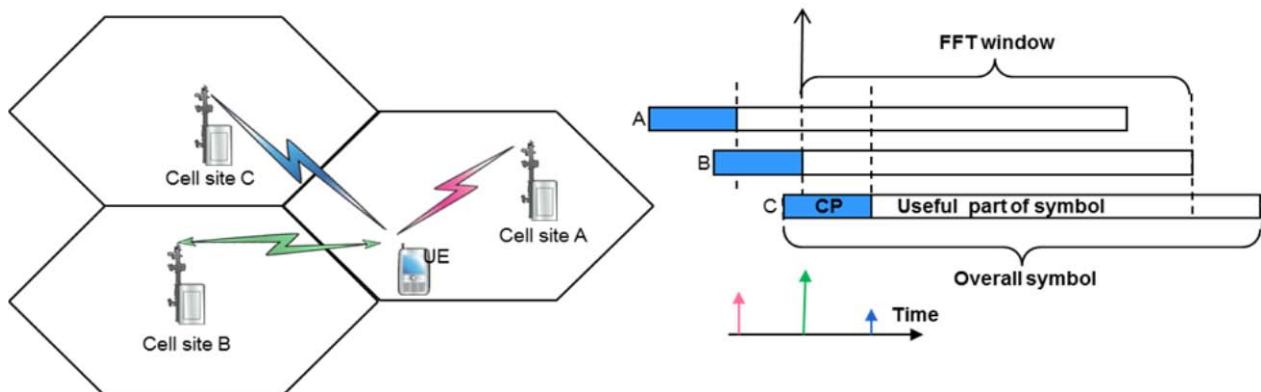 Cell site C
Cell site A
UE
Cell site B
FFT window
A
B
C CP Useful part of symbol
Overall symbol
Time